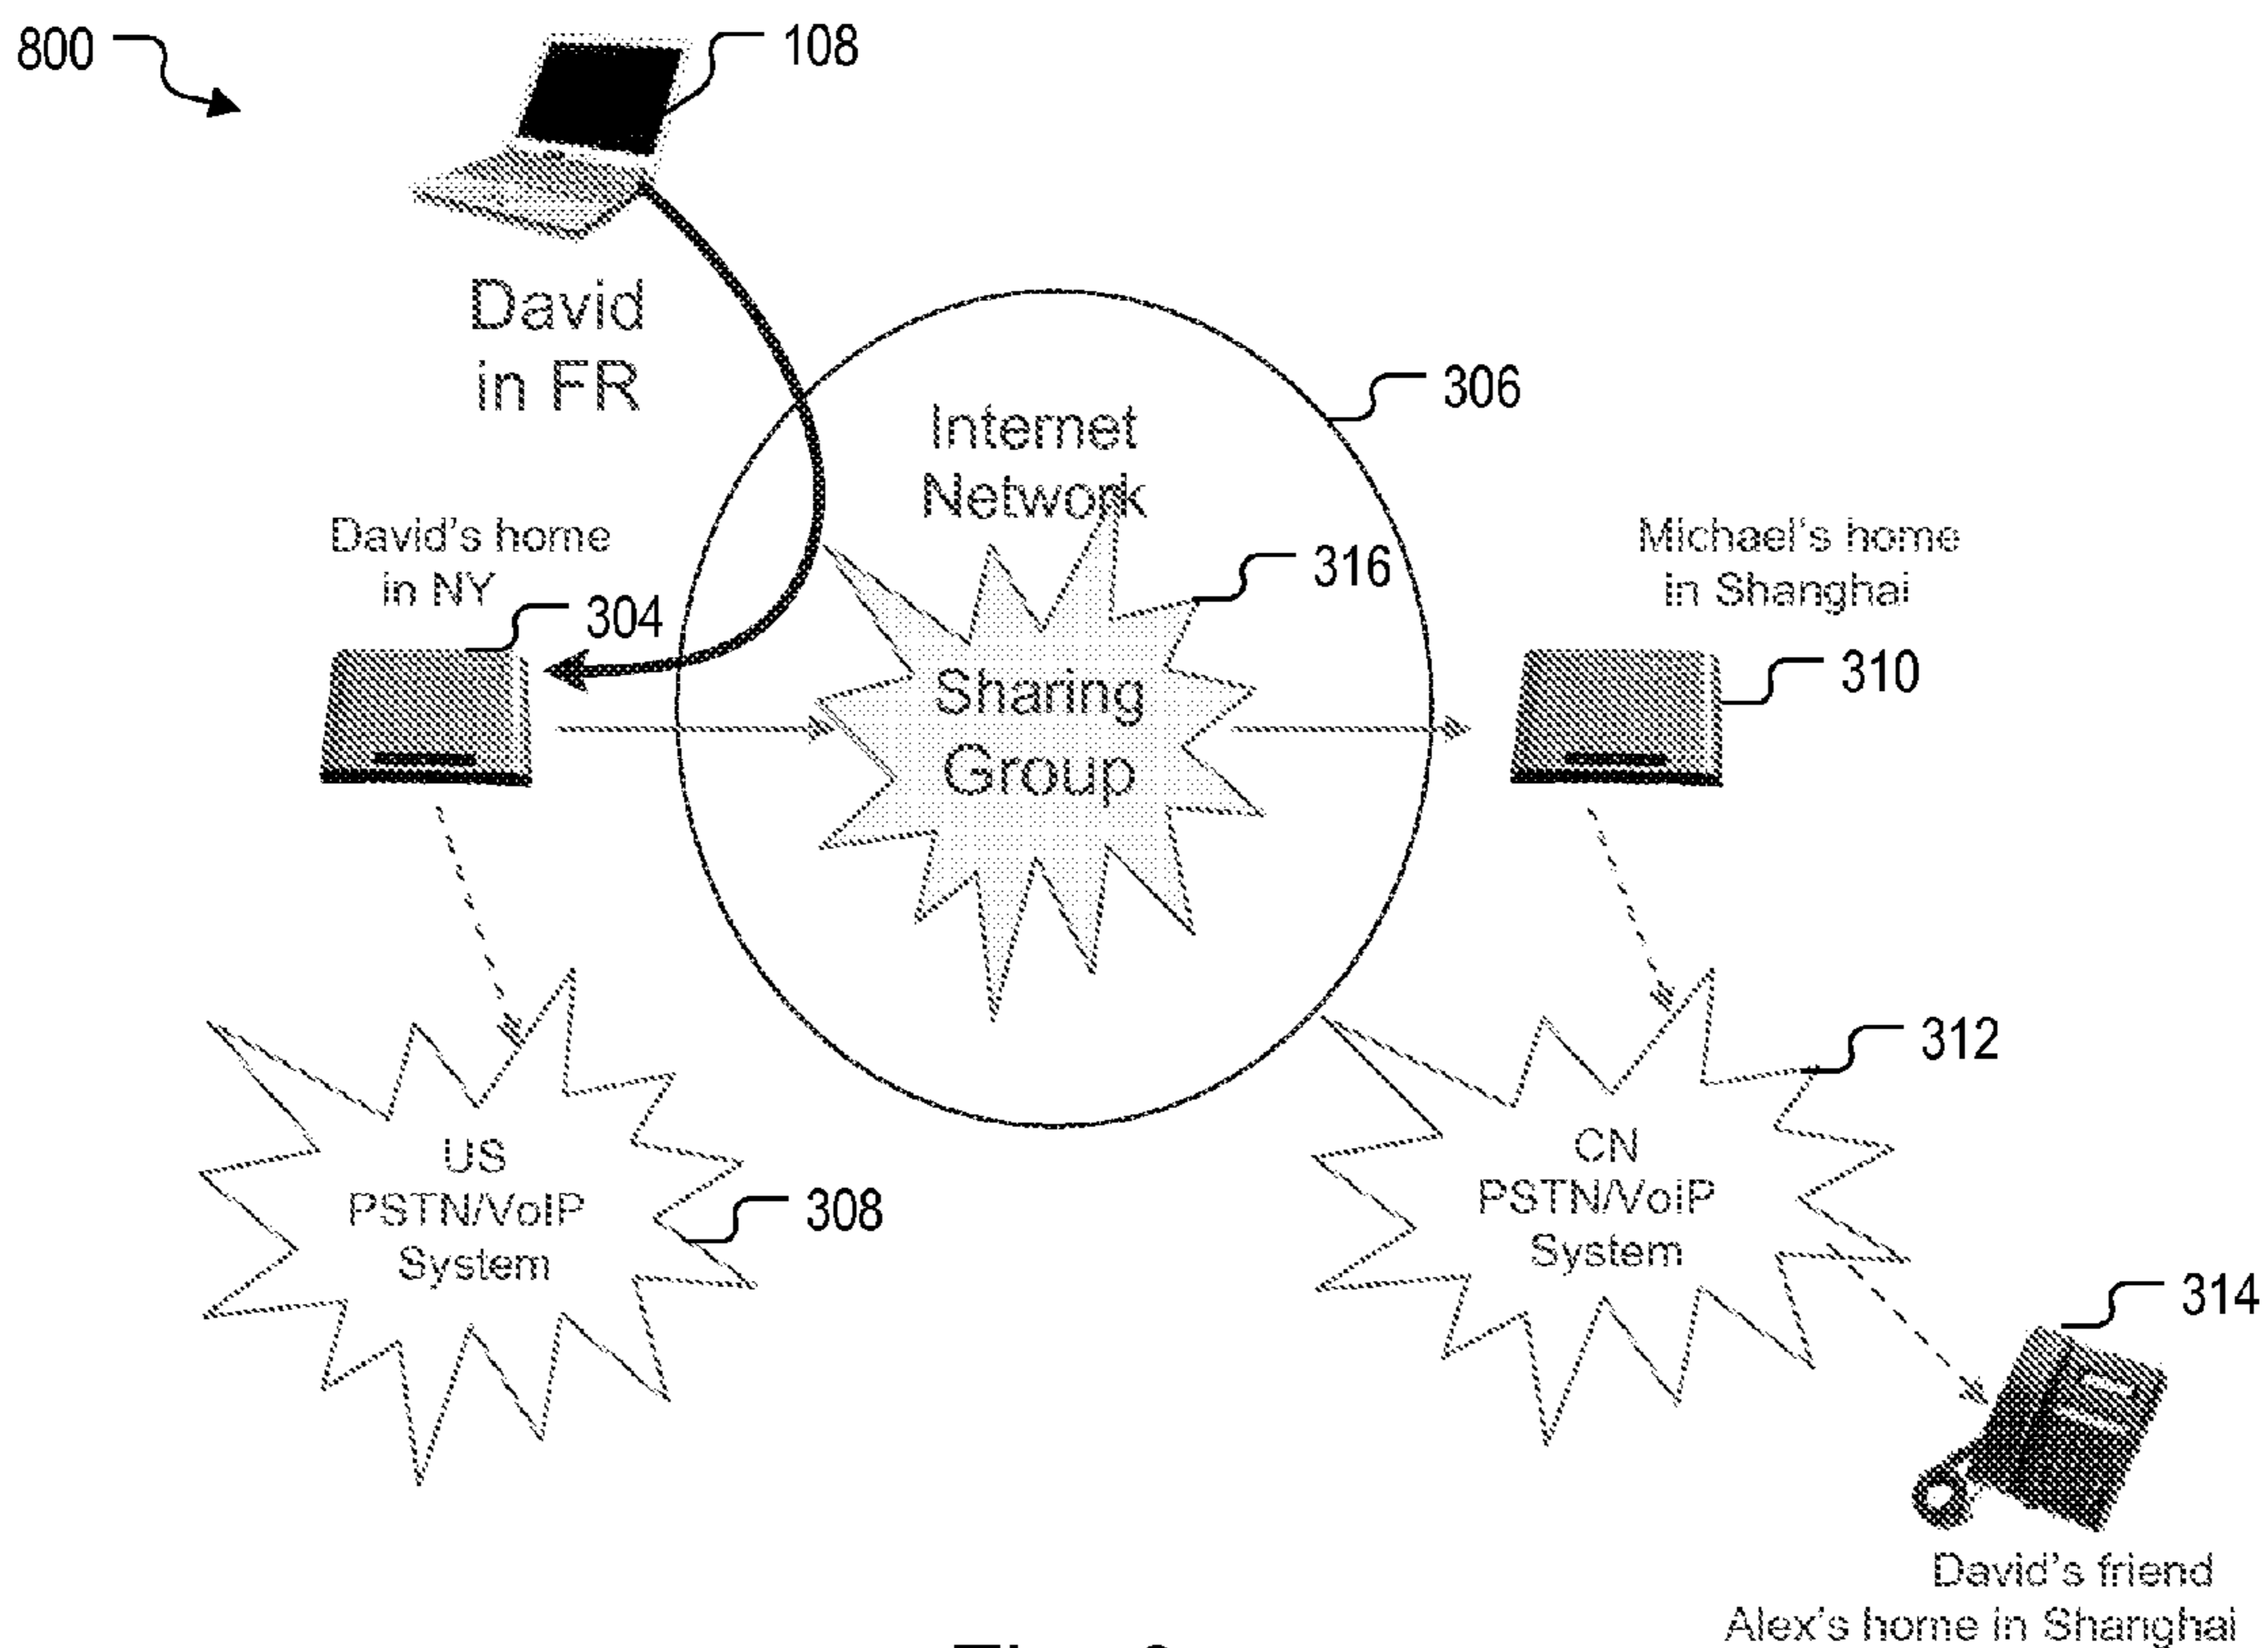 800
108
David
in FR
306
Internet
Network
David's home
in NY
304
316
Michael's home
in Shanghai
310
Sharing
Group
312
US
PSTN/VoIP
System
308
CN
PSTN/VoIP
System
314
David's friend
Alex's home in Shanghai